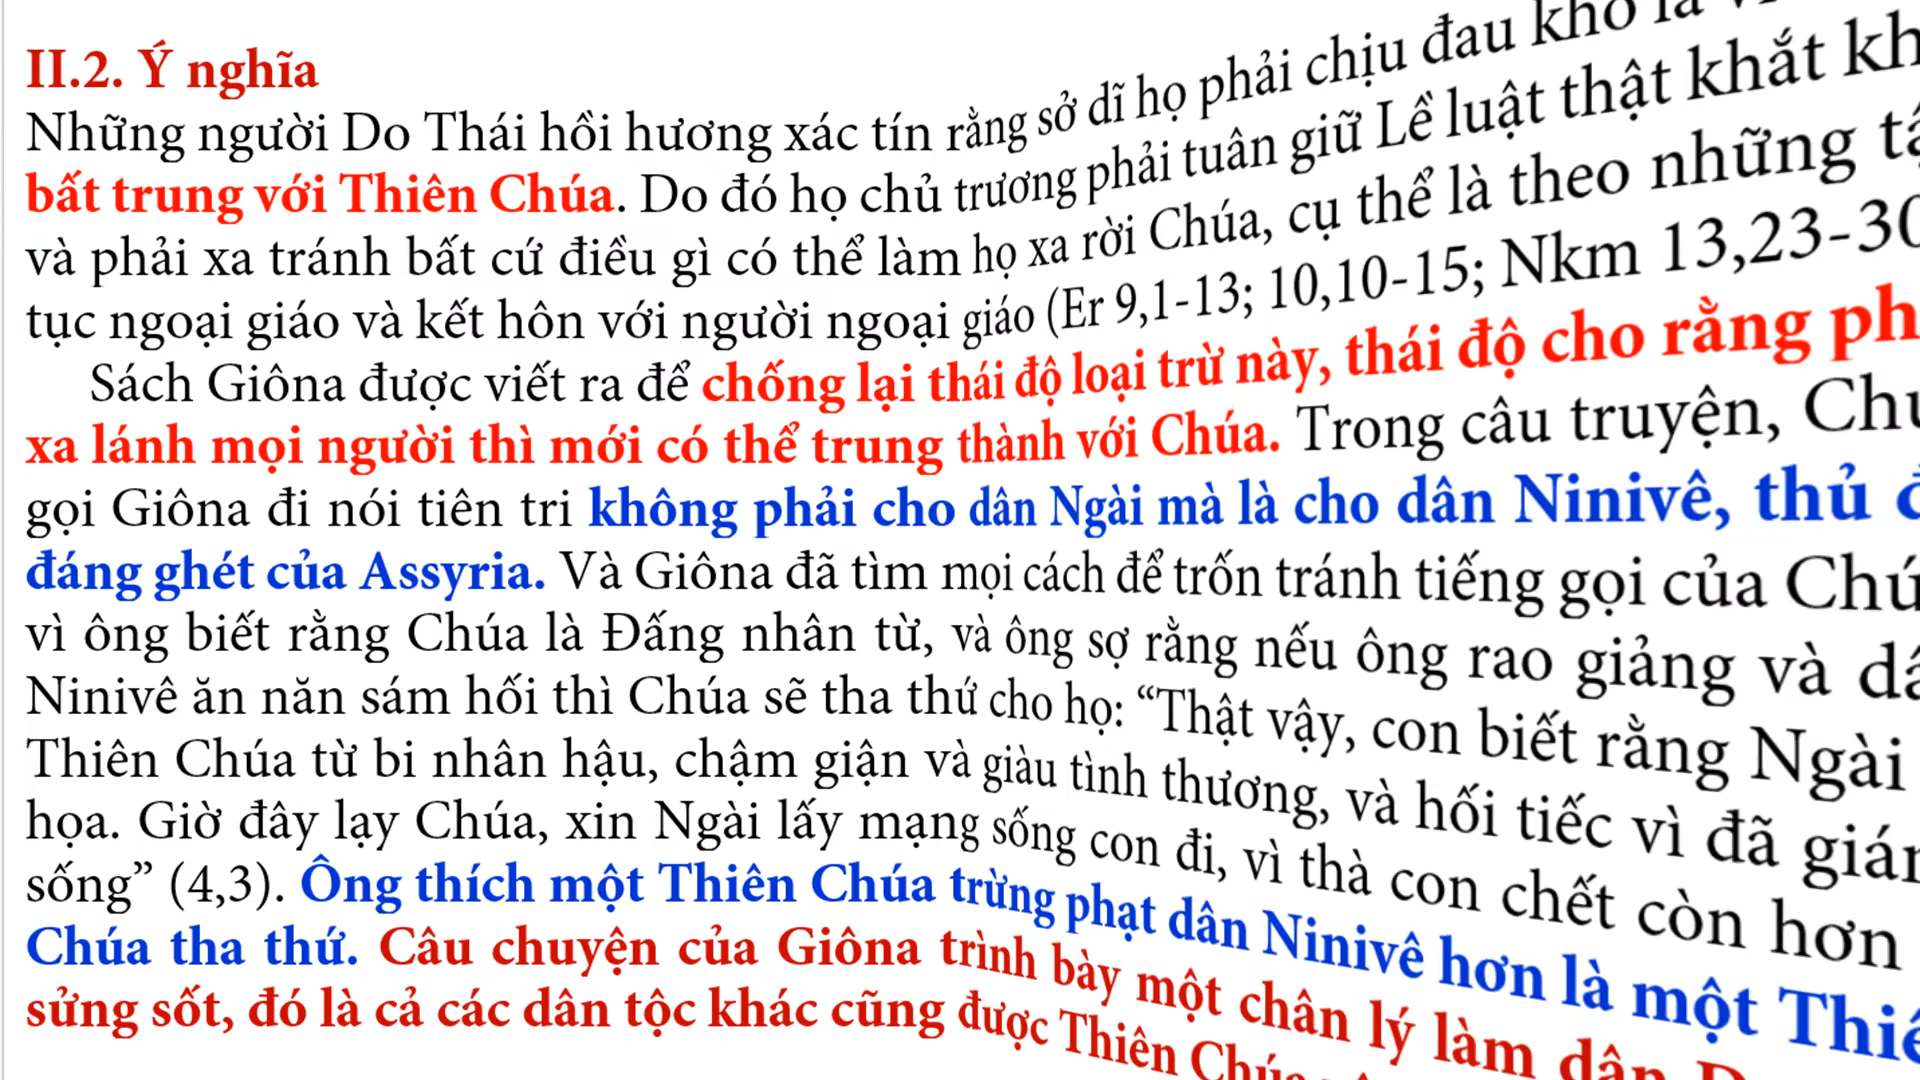 II.2. Ý nghĩa
Những người Do Thái hồi hương xác tín rằng sở dĩ họ phải chịu đau khổ là
bất trung với Thiên Chúa. Do đó họ chủ trương phải tuân giữ Lề luật thật khắt
và phải xa tránh bất cứ điều gì có thể làm họ xa rời Chúa, cụ thể là theo những
tục ngoại giáo và kết hôn với người ngoại giáo (Er 9,1-13; 10,10-15; Nkm 13,23-30
Sách Giôna được viết ra để chống lại thái độ loại trừ này, thái độ cho rằng
xa lánh mọi người thì mới có thể trung thành với Chúa. Trong câu truyện,
gọi Giôna đi nói tiên tri không phải cho dân Ngài mà là cho dân Ninivê, thủ
đáng ghét của Assyria. Và Giôna đã tìm mọi cách để trốn tránh tiếng gọi của
vì ông biết rằng Chúa là Đấng nhân từ, và ông sợ rằng nếu ông rao giảng và
Ninivê ăn năn sám hối thì Chúa sẽ tha thứ cho họ: “Thật vậy, con biết rằng Ngài
Thiên Chúa từ bi nhân hậu, chậm giận và giàu tình thương, và hối tiếc vì đã
họa. Giờ đây lạy Chúa, xin Ngài lấy mạng sống con đi, vì thà con chết còn hơn
sống” (4,3). Ông thích một Thiên Chúa trừng phạt dân Ninivê hơn là một
Chúa tha thứ. Câu chuyện của Giôna trình bày một chân lý làm dân
sửng sốt, đó là cả các dân tộc khác cũng được Thiên Chúa